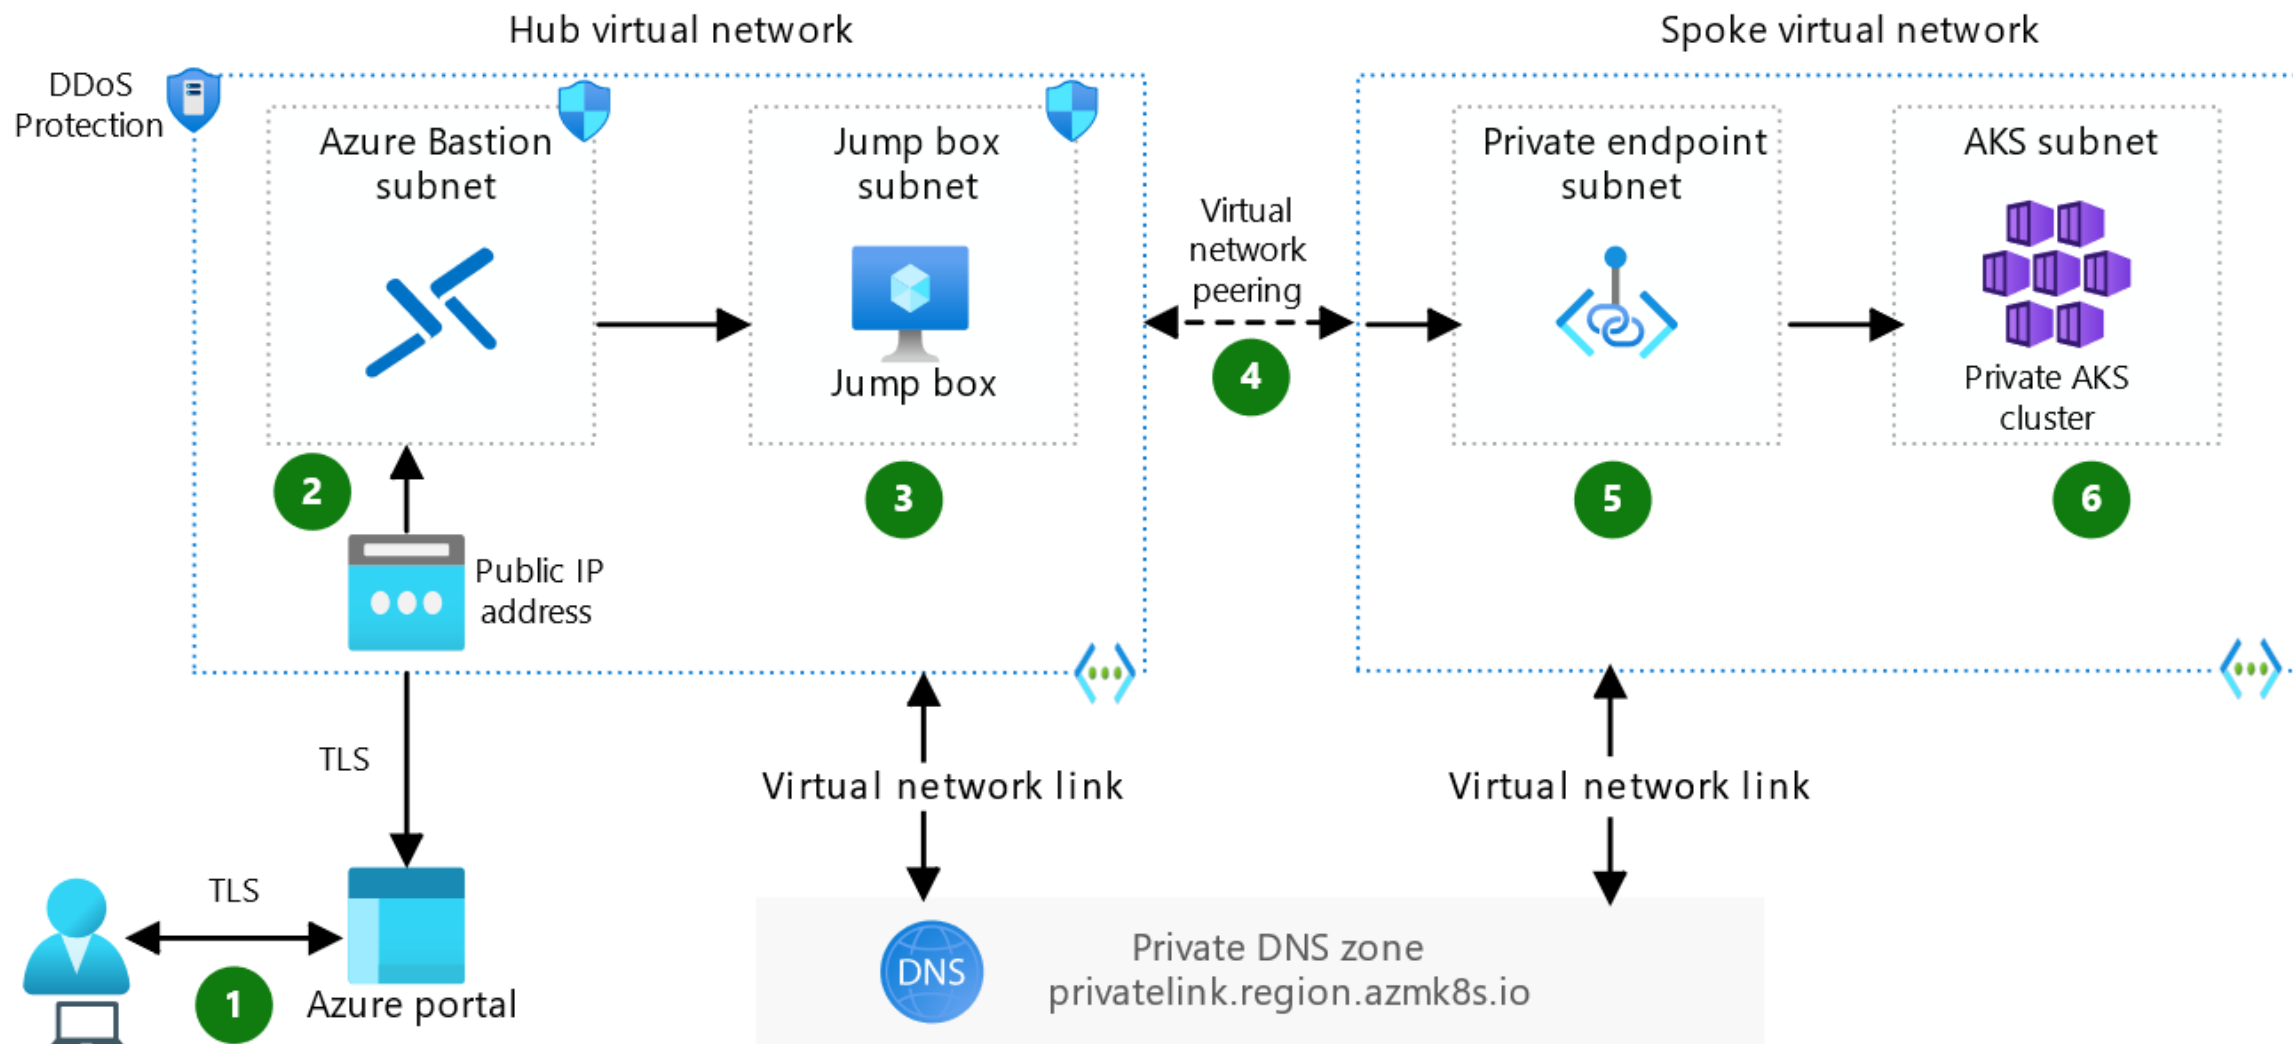 Hub virtual network
Spoke virtual network
DDoS
Protection
Azure Bastion
subnet
Jump box
subnet
Private endpoint
subnet
AKS subnet
Virtual
network
peering
Jump box
Private AKS
cluster
4
2
3
5
6
Public IP
address
TLS
Virtual network link
Virtual network link
TLS
1
Azure portal
DNS
Private DNS zone
privatelink.region.azmk8s.io